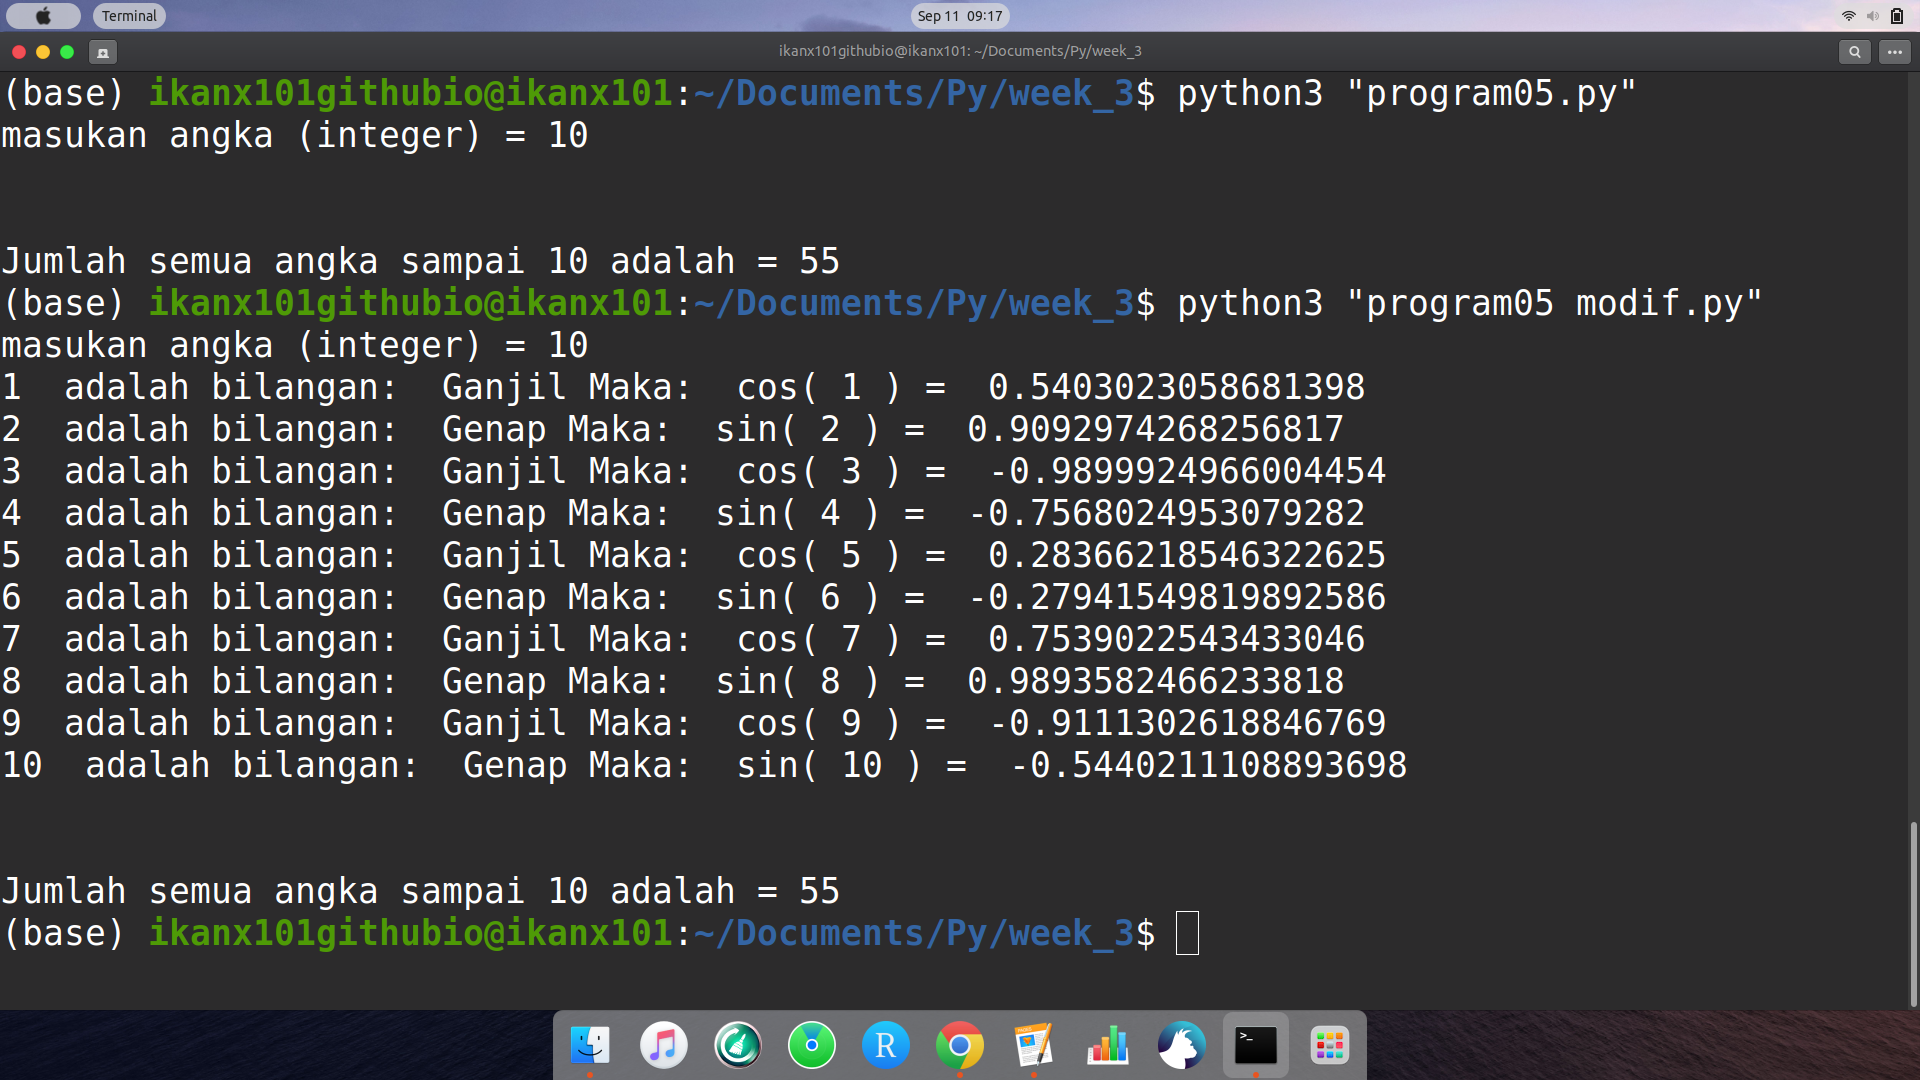 Terminal
Sep 11 09:17
ikanx101githubio@ikanx101: ~/Documents/Py/week_3
(base) ikanx101githubio@ikanx101:~/Documents/Py/week_3$ python3 "program05.py"
masukan angka (integer) = 10
Jumlah semua angka sampai 10 adalah = 55
(base) ikanx101githubio@ikanx101:~/Documents/Py/week_3$ python3 "program05 modif.py"
masukan angka (integer) = 10
1  adalah bilangan:  Ganjil Maka:  cos( 1 ) =  0.5403023058681398
2  adalah bilangan:  Genap Maka:  sin( 2 ) =  0.9092974268256817
3  adalah bilangan:  Ganjil Maka:  cos( 3 ) =  -0.9899924966004454
4  adalah bilangan:  Genap Maka:  sin( 4 ) =  -0.7568024953079282
5  adalah bilangan:  Ganjil Maka:  cos( 5 ) =  0.28366218546322625
6  adalah bilangan:  Genap Maka:  sin( 6 ) =  -0.27941549819892586
7  adalah bilangan:  Ganjil Maka:  cos( 7 ) =  0.7539022543433046
8  adalah bilangan:  Genap Maka:  sin( 8 ) =  0.9893582466233818
9  adalah bilangan:  Ganjil Maka:  cos( 9 ) =  -0.9111302618846769
10  adalah bilangan:  Genap Maka:  sin( 10 ) =  -0.5440211108893698
Jumlah semua angka sampai 10 adalah = 55
(base) ikanx101githubio@ikanx101:~/Documents/Py/week_3$
R
>_